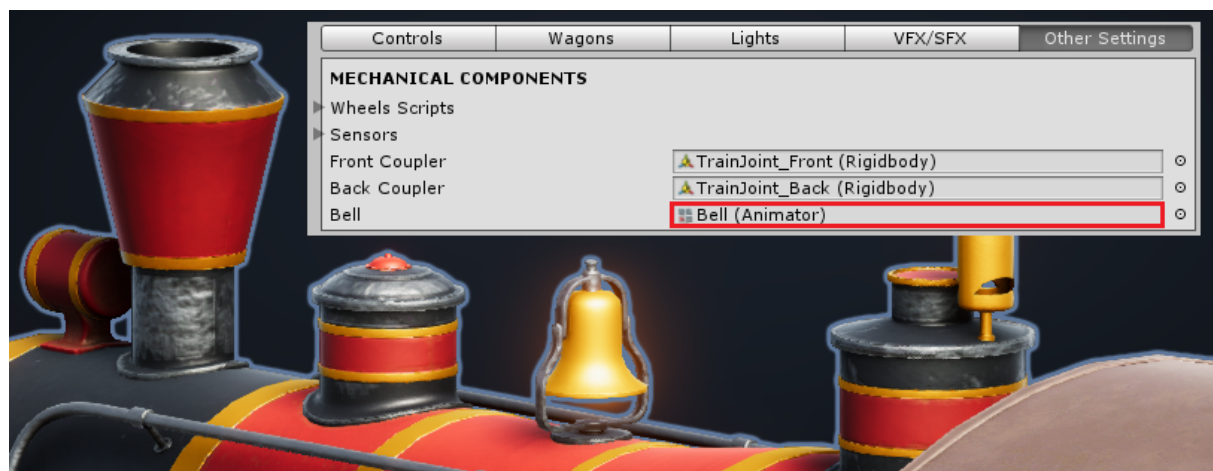 Controls Wagons Lights VFX/SFX Other Settings
MECHANICAL COMPONENTS
Wheels Scripts
Sensors
Front Coupler TrainJoint_Front (Rigidbody)
Back Coupler TrainJoint_Back (Rigidbody)
Bell Bell (Animator)